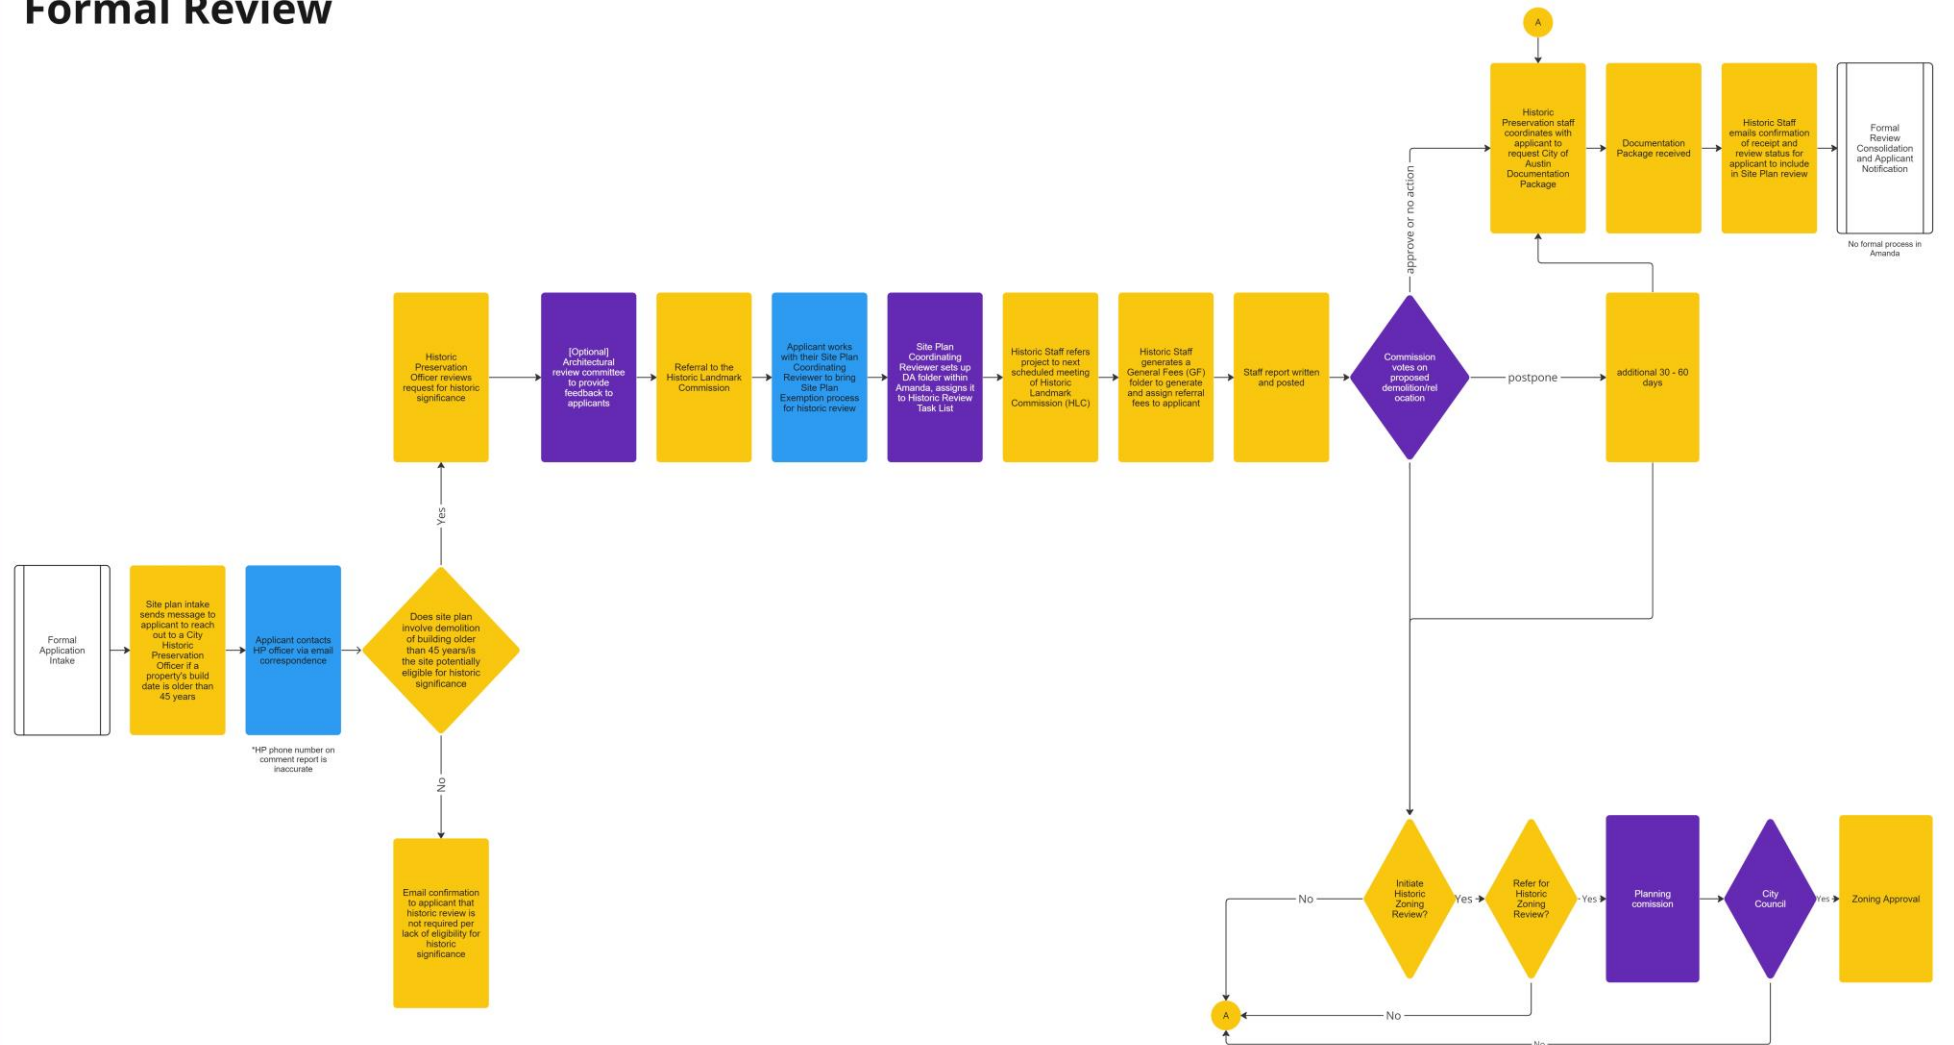 Formal Review
A
Historic
Preservation staff
coordinates with
applicant to
request City of
Austin
Documentation
Package
Documentation
Package received
Historic Staff
emails confirmation
of receipt and
review status for
applicant to include
in Site Plan review
Formal
Review
Consolidation
and Applicant
Notification
No formal process in
Amanda
approve or no action
Historic
Preservation
Officer reviews
request for historic
significance
[Optional]
Architectural
review committee
to provide
feedback to
applicants
Referral to the
Historic Landmark
Commission
Applicant works
with their Site Plan
Coordinating
Reviewer to bring
Site Plan
Exemption process
for historic review
Site Plan
Coordinating
Reviewer sets up
DA folder within
Amanda, assigns it
to Historic Review
Task List
Historic Staff refers
project to next
scheduled meeting
of Historic
Landmark
Commission (HLC)
Historic Staff
generates a
General Fees (GF)
folder to generate
and assign referral
fees to applicant
Staff report written
and posted
Commission
votes on
proposed
demolition/rel
ocation
postpone
additional 30 - 60
days
Yes
Formal
Application
Intake
Site plan intake
sends message to
applicant to reach
out to a City
Historic
Preservation
Officer if a
property's build
date is older than
45 years
Applicant contacts
HP officer via email
correspondence
*HP phone number on
comment report is
inaccurate
Does site plan
involve demolition
of building older
than 45 years/is
the site potentially
eligible for historic
significance
No
Email confirmation
to applicant that
historic review is
not required per
lack of eligibility for
historic
significance
Initiate
Historic
Zoning
Review?
Yes
Refer for
Historic
Zoning
Review?
Yes
Planning
comission
City
Council
Yes
Zoning Approval
No
A
No
No